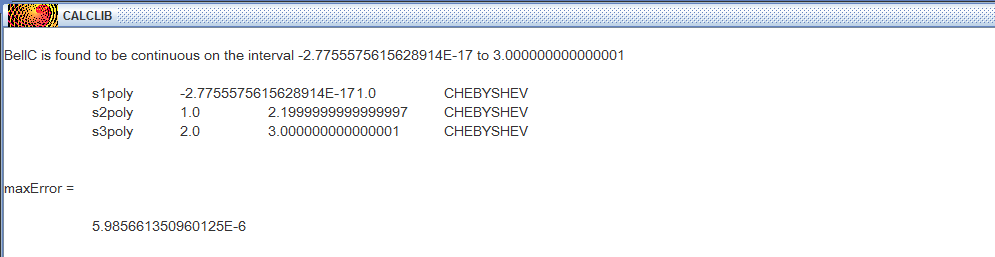 CALCLIB
BellC is found to be continuous on the interval -2.7755575615628914E-17 to 3.000000000000001
s1poly -2.7755575615628914E-171.0 CHEBYSHEV
s2poly 1.0 2.1999999999999997 CHEBYSHEV
s3poly 2.0 3.000000000000001 CHEBYSHEV
maxError =
5.985661350960125E-6